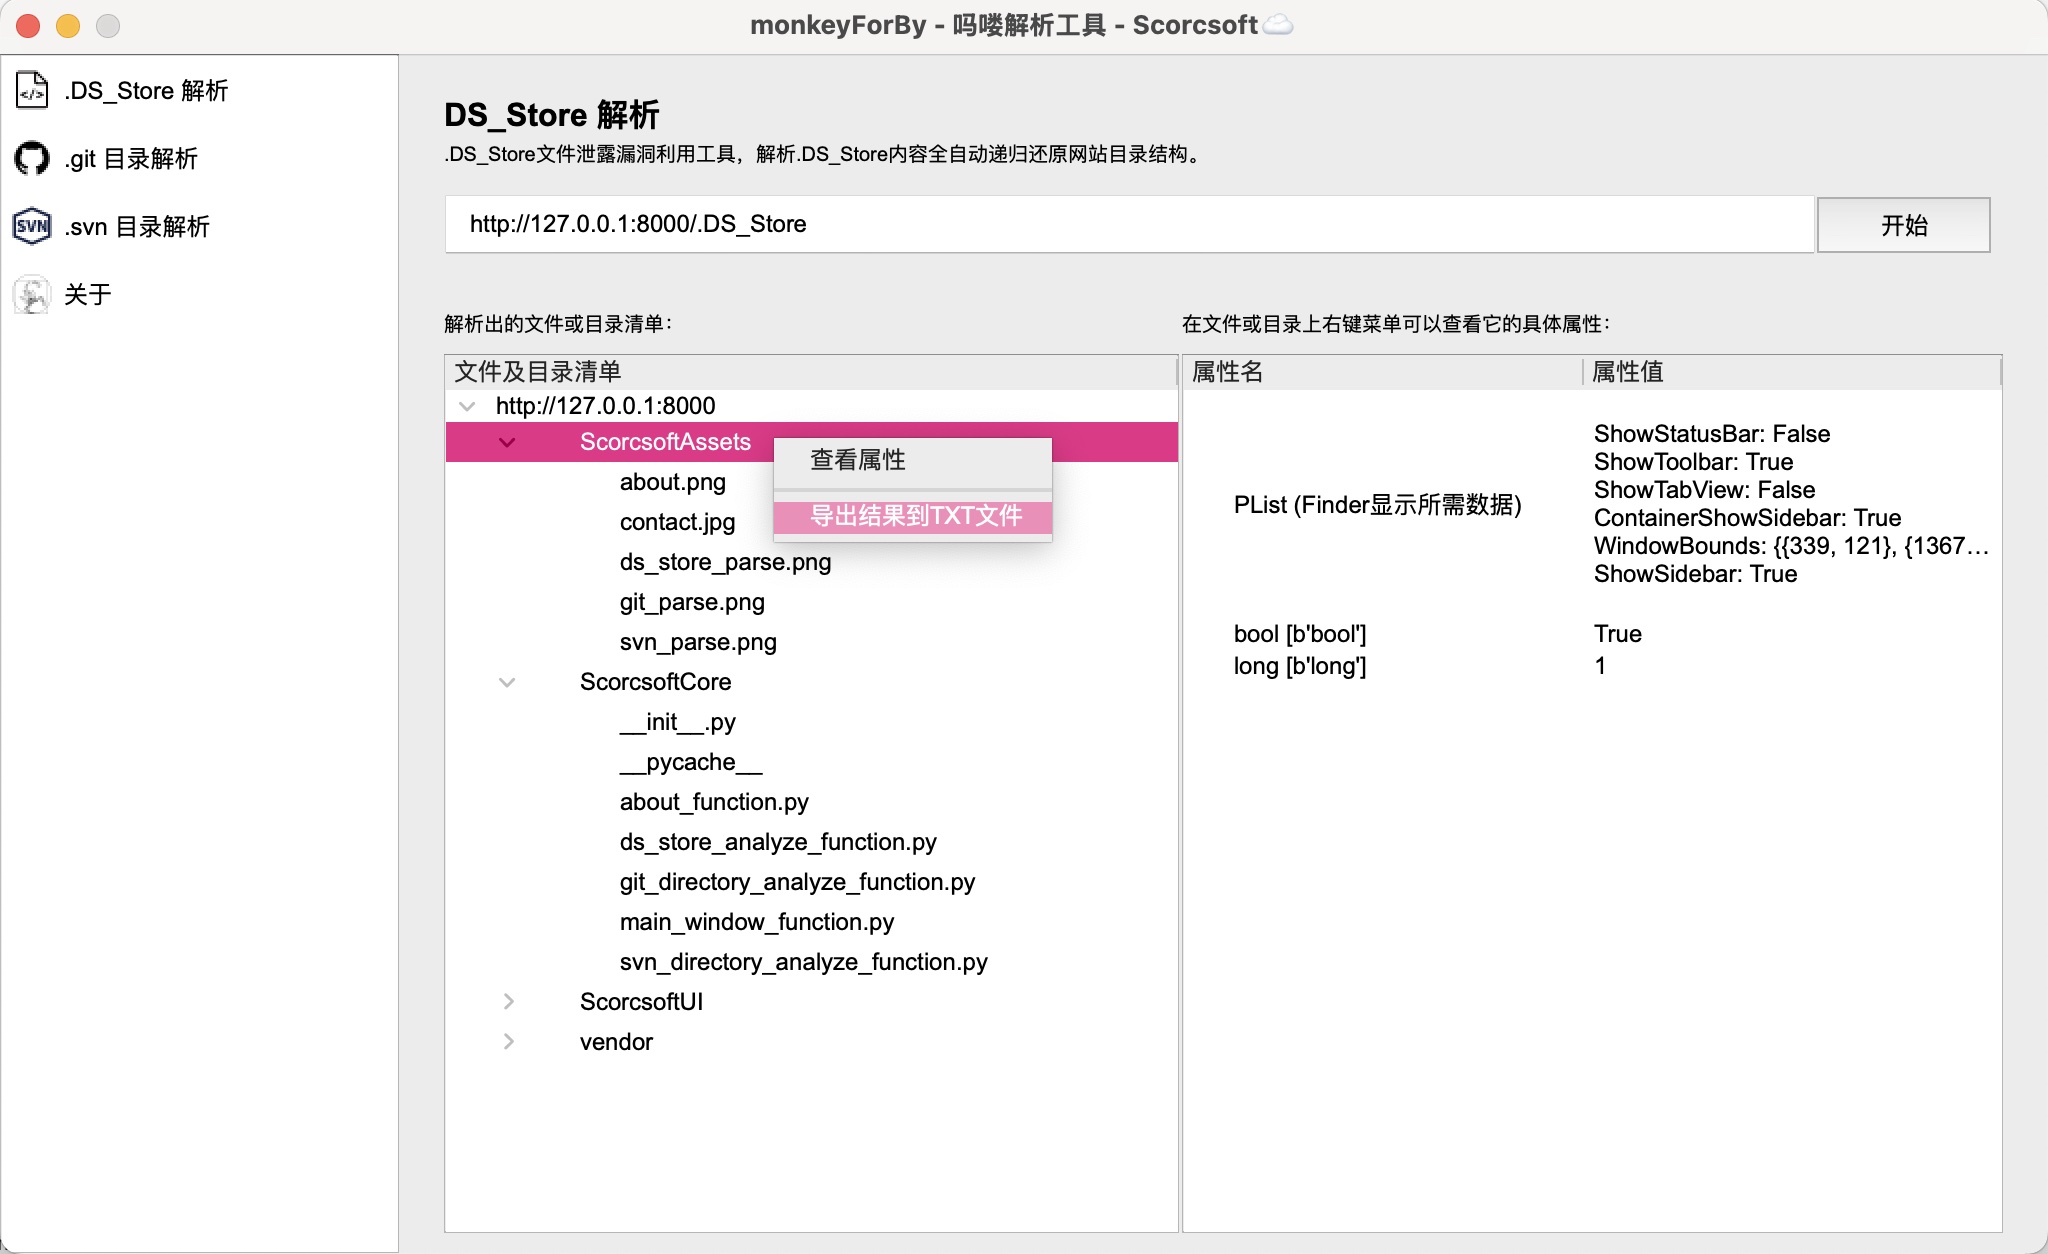 monkeyForBy - 吗喽解析工具 - Scorcsoft☁️
.DS_Store 解析
.git 目录解析
SVN .svn 目录解析
关于
DS_Store 解析
.DS_Store文件泄露漏洞利用工具，解析.DS_Store内容全自动递归还原网站目录结构。
http://127.0.0.1:8000/.DS_Store
开始
解析出的文件或目录清单：
文件及目录清单
http://127.0.0.1:8000
ScorcsoftAssets
about.png
contact.jpg
ds_store_parse.png
git_parse.png
svn_parse.png
ScorcsoftCore
__init__.py
__pycache__
about_function.py
ds_store_analyze_function.py
git_directory_analyze_function.py
main_window_function.py
svn_directory_analyze_function.py
ScorcsoftUI
vendor
查看属性
导出结果到TXT文件
在文件或目录上右键菜单可以查看它的具体属性：
属性名 属性值
PList (Finder显示所需数据)
ShowStatusBar: False
ShowToolbar: True
ShowTabView: False
ContainerShowSidebar: True
WindowBounds: {{339, 121}, {1367…
ShowSidebar: True
bool [b'bool'] True
long [b'long'] 1